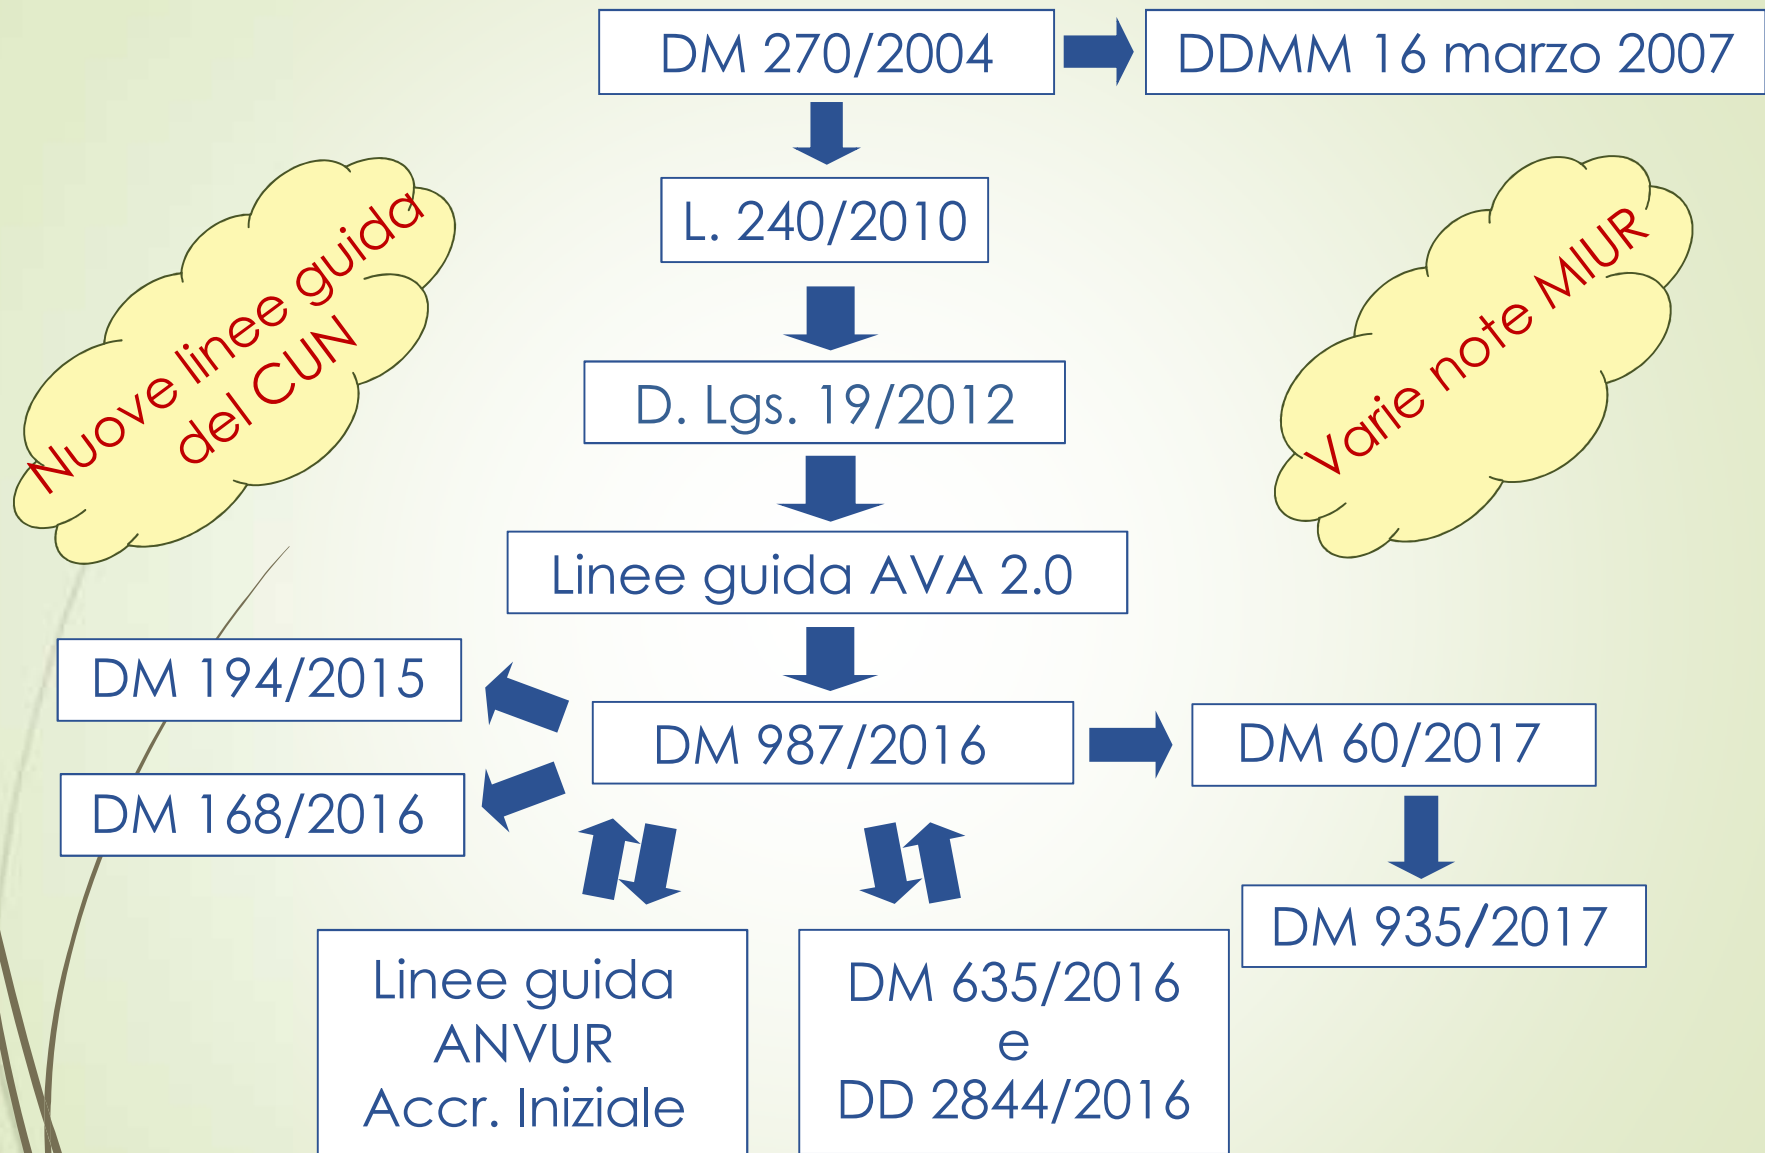 DM 270/2004
DDMM 16 marzo 2007
L. 240/2010
Nuove linee guida
del CUN
Varie note MIUR
D. Lgs. 19/2012
Linee guida AVA 2.0
DM 194/2015
DM 987/2016
DM 60/2017
DM 168/2016
DM 935/2017
Linee guida
ANVUR
Accr. Iniziale
DM 635/2016
e
DD 2844/2016